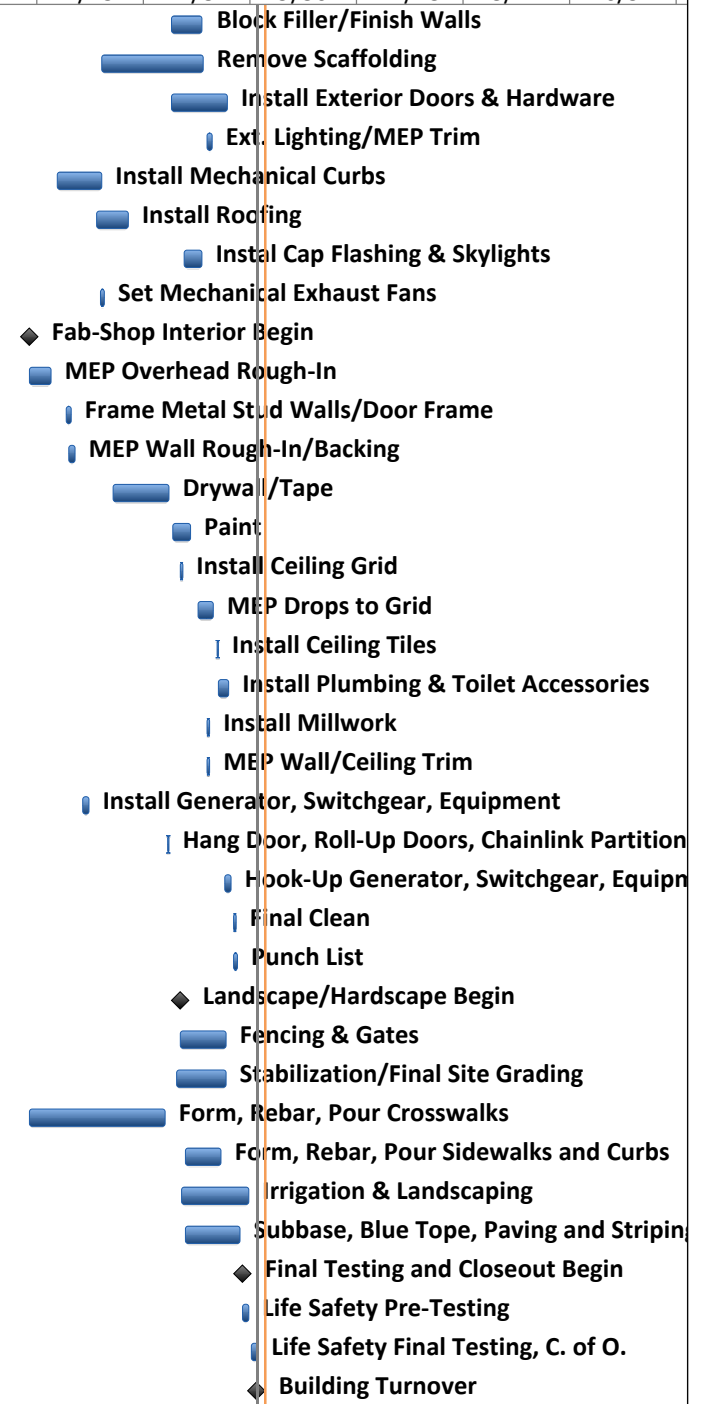 Block Filler/Finish Walls
Remove Scaffolding
Install Exterior Doors & Hardware
Ext. Lighting/MEP Trim
Install Mechanical Curbs
Install Roofing
Instal Cap Flashing & Skylights
Set Mechanical Exhaust Fans
Fab-Shop Interior Begin
MEP Overhead Rough-In
Frame Metal Stud Walls/Door Frame
MEP Wall Rough-In/Backing
Drywall/Tape
Paint
Install Ceiling Grid
MEP Drops to Grid
Install Ceiling Tiles
Install Plumbing & Toilet Accessories
Install Millwork
MEP Wall/Ceiling Trim
Install Generator, Switchgear, Equipment
Hang Door, Roll-Up Doors, Chainlink Partition
Hook-Up Generator, Switchgear, Equipm
Final Clean
Punch List
Landscape/Hardscape Begin
Fencing & Gates
Stabilization/Final Site Grading
Form, Rebar, Pour Crosswalks
Form, Rebar, Pour Sidewalks and Curbs
Irrigation & Landscaping
Subbase, Blue Tope, Paving and Striping
Final Testing and Closeout Begin
Life Safety Pre-Testing
Life Safety Final Testing, C. of O.
Building Turnover